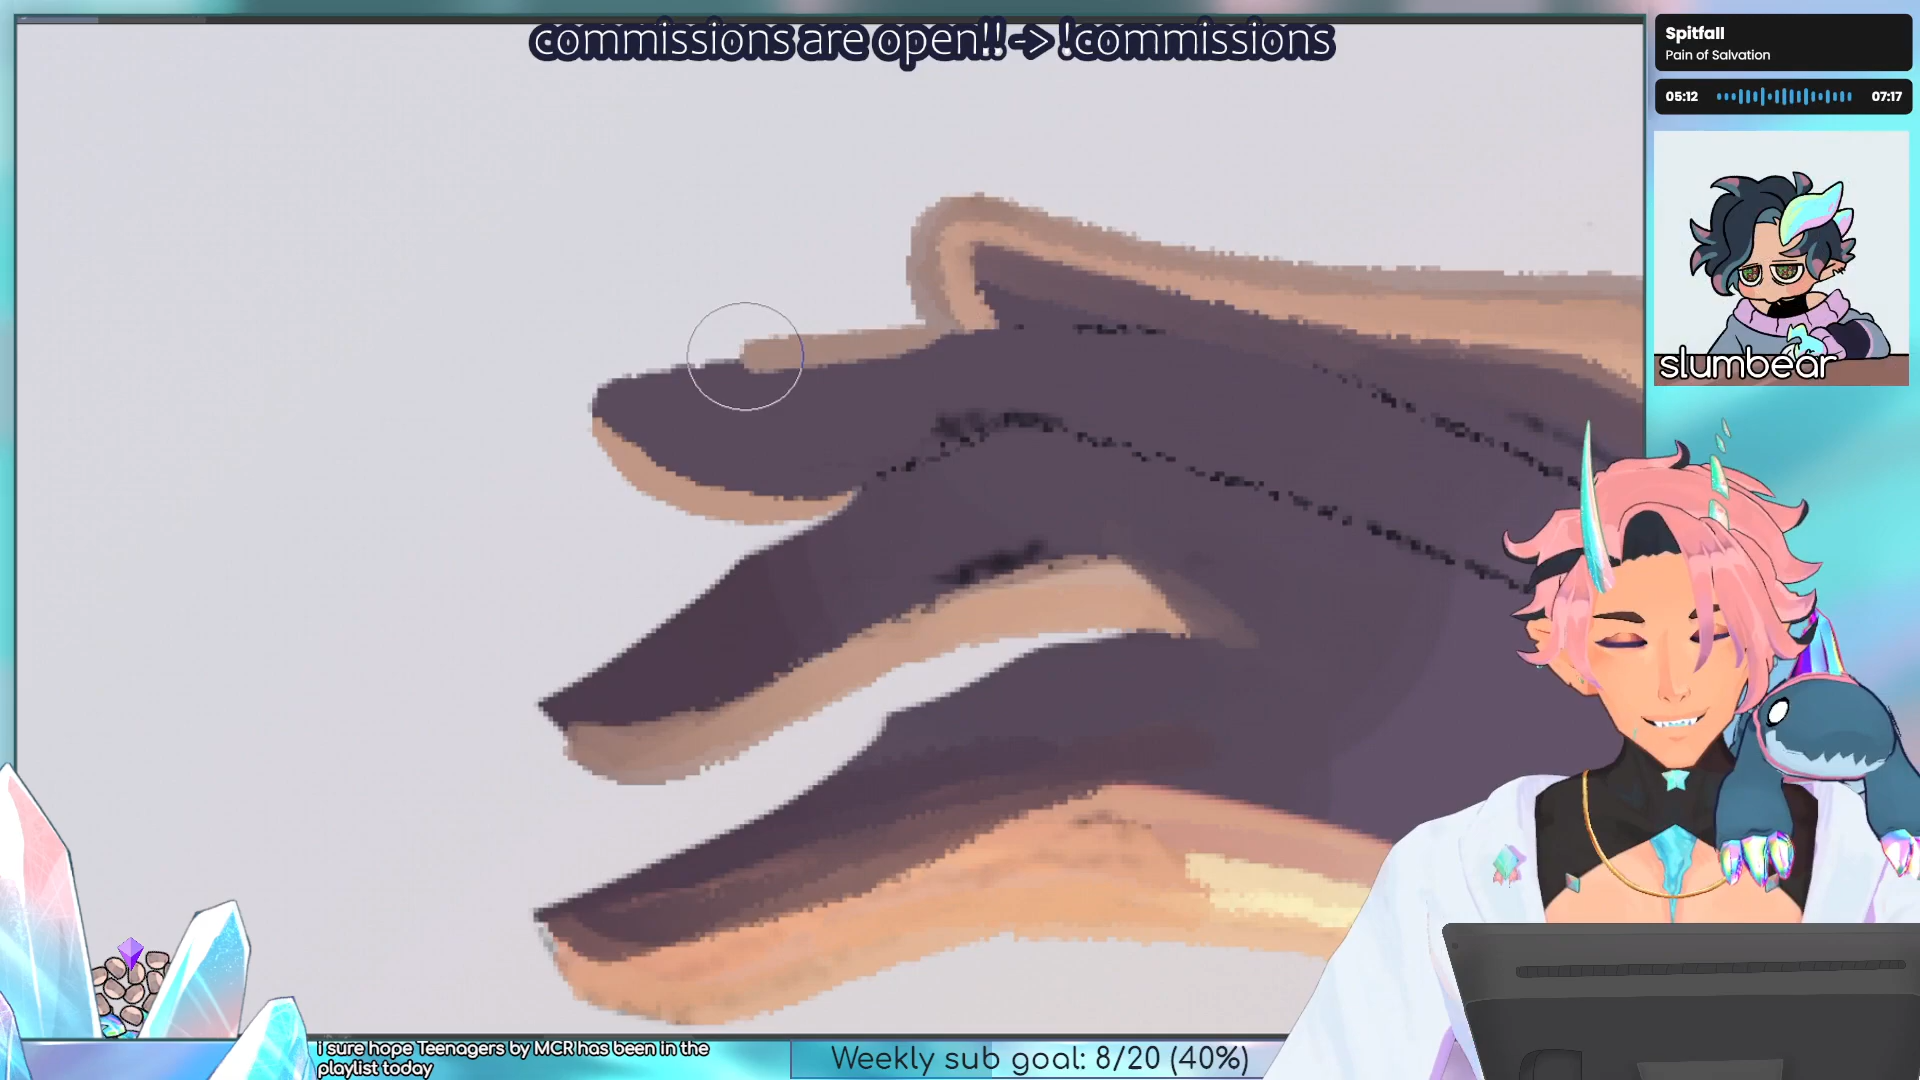 commissions are open!! -> !commissions
Spitfall
Pain of Salvation
05:12
07:17
slumbear
i sure hope Teenagers by MCR has been in the
playlist today
Weekly sub goal: 8/20 (40%)